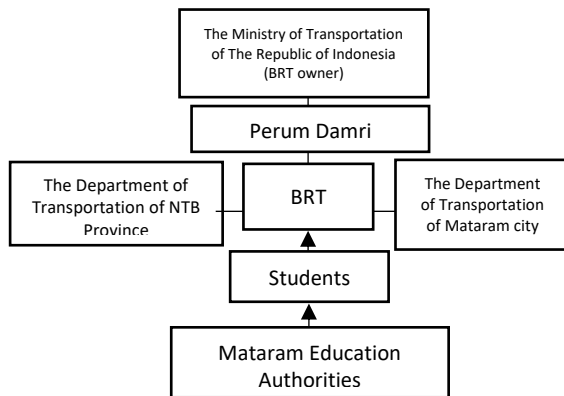 The Ministry of Transportation
of The Republic of Indonesia
(BRT owner)
Perum Damri
The Department of
Transportation of NTB
Province
BRT
The Department
of Transportation
of Mataram city
Students
Mataram Education
Authorities